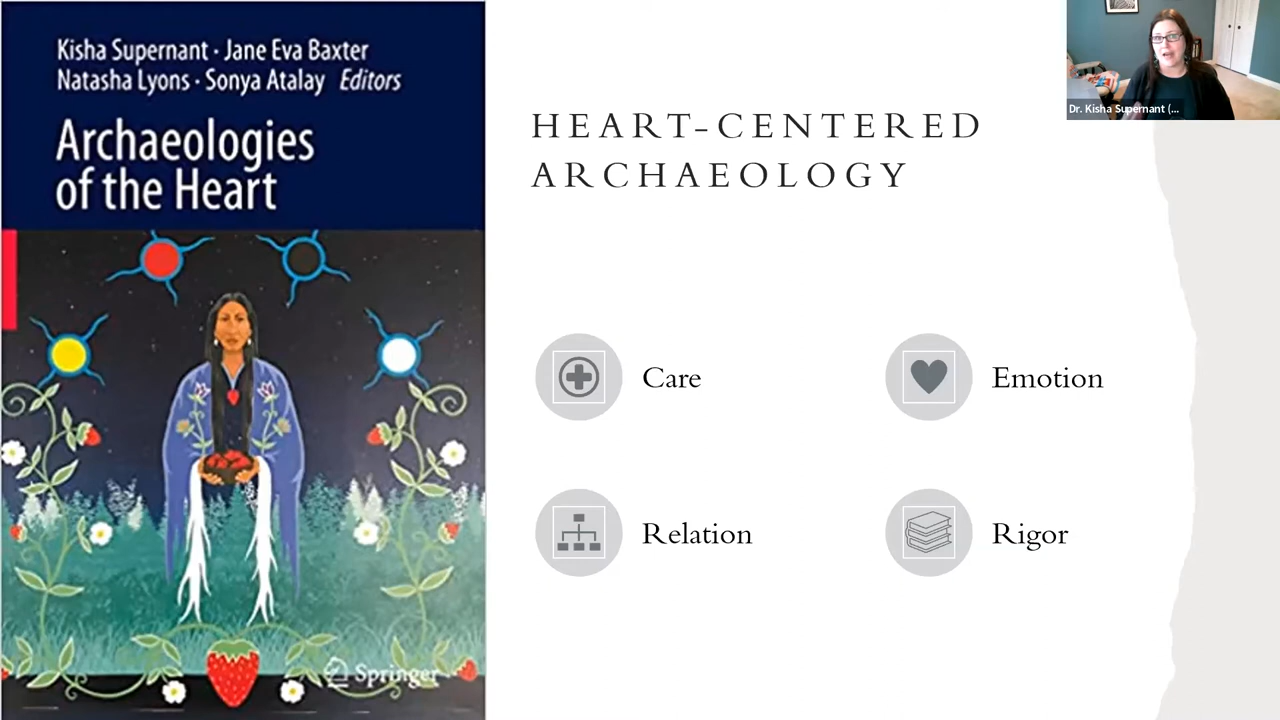 Kisha Supernant · Jane Eva Baxter
Natasha Lyons · Sonya Atalay Editors
Archaeologies
of the Heart
Springer
HEART-CENTERED
ARCHAEOLOGY
Care
Emotion
Relation
Rigor
Dr. Kisha Supernant (...